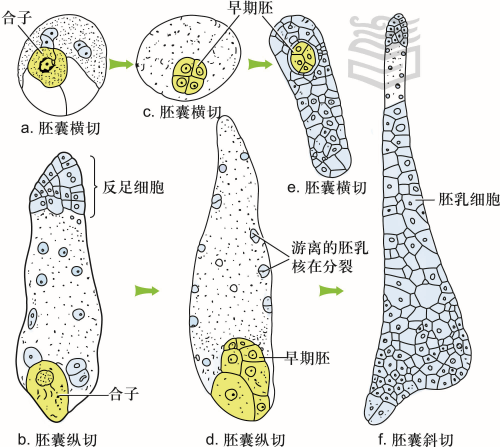 合子
早期胚
a. 胚囊横切
c. 胚囊横切
e. 胚囊横切
反足细胞
胚乳细胞
游离的胚乳
核在分裂
早期胚
合子
b. 胚囊纵切
d. 胚囊纵切
f. 胚囊斜切